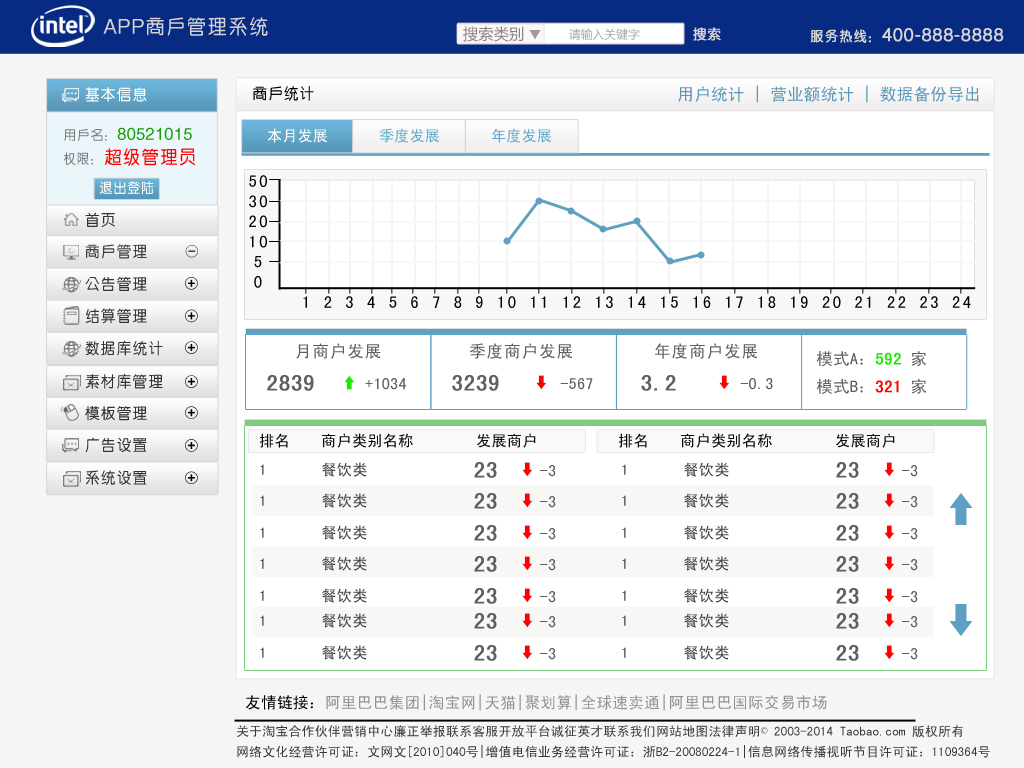 intel APP商戶管理系统
搜索类别▼ 请输入关键字 搜索
服务热线: 400-888-8888
基本信息
用戶名: 80521015
权限: 超级管理员
退出登陆
首页
商戶管理
公告管理
结算管理
数据库统计
素材库管理
模板管理
广告设置
系统设置
商戶统计
用户统计 | 营业额统计 | 数据备份导出
本月发展 季度发展 年度发展
50
30
20
10
5
0
1 2 3 4 5 6 7 8 9 10 11 12 13 14 15 16 17 18 19 20 21 22 23 24
月商户发展
2839 +1034
季度商户发展
3239 -567
年度商户发展
3.2 -0.3
模式A: 592 家
模式B: 321 家
排名 商户类别名称 发展商户 排名 商户类别名称 发展商户
1 餐饮类 23 -3 1 餐饮类 23 -3
1 餐饮类 23 -3 1 餐饮类 23 -3
1 餐饮类 23 -3 1 餐饮类 23 -3
1 餐饮类 23 -3 1 餐饮类 23 -3
1 餐饮类 23 -3 1 餐饮类 23 -3
1 餐饮类 23 -3 1 餐饮类 23 -3
1 餐饮类 23 -3 1 餐饮类 23 -3
友情链接: 阿里巴巴集团|淘宝网|天猫|聚划算|全球速卖通|阿里巴巴国际交易市场
关于淘宝合作伙伴营销中心廉正举报联系客服开放平台诚征英才联系我们网站地图法律声明© 2003-2014 Taobao.com 版权所有
网络文化经营许可证: 文网文[2010]040号|增值电信业务经营许可证: 浙B2-20080224-1|信息网络传播视听节目许可证: 1109364号